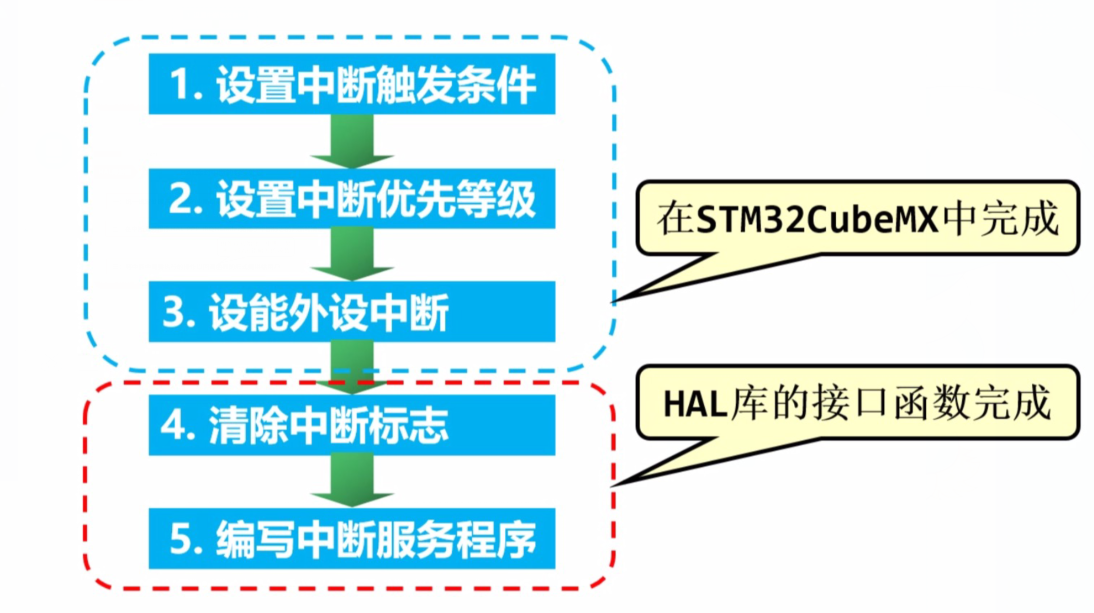 1. 设置中断触发条件
2. 设置中断优先等级
在STM32CubeMX中完成
3. 设能外设中断
HAL库的接口函数完成
4. 清除中断标志
5. 编写中断服务程序